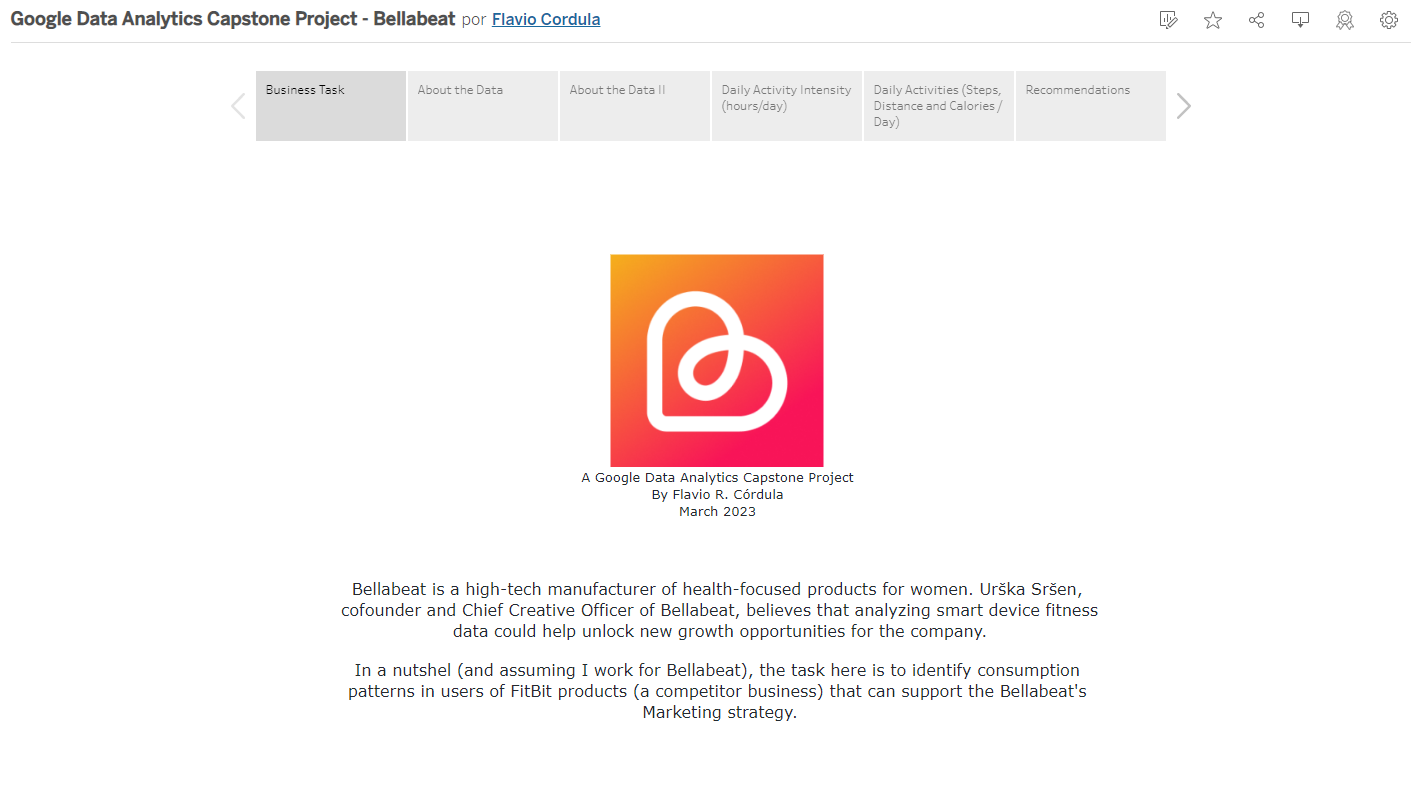 Google Data Analytics Capstone Project - Bellabeat por Flavio Cordula
Business Task
About the Data
About the Data II
Daily Activity Intensity
(hours/day)
Daily Activities (Steps,
Distance and Calories /
Day)
Recommendations
A Google Data Analytics Capstone Project
By Flavio R. Córdula
March 2023
Bellabeat is a high-tech manufacturer of health-focused products for women. Urška Sršen,
cofounder and Chief Creative Officer of Bellabeat, believes that analyzing smart device fitness
data could help unlock new growth opportunities for the company.
In a nutshel (and assuming I work for Bellabeat), the task here is to identify consumption
patterns in users of FitBit products (a competitor business) that can support the Bellabeat's
Marketing strategy.